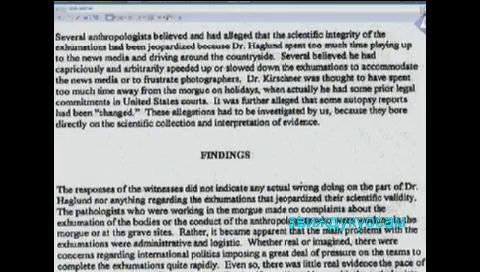 Several anthropologists believed and had alleged that the scientific integrity of the
exhumations had been jeopardized because Dr. Haglund spent too much time playing up
to the news media and driving around the countryside. Several believed he had
capriciously and arbitrarily speeded up or slowed down the exhumations to accommodate
the news media or to frustrate photographers. Dr. Kirschner was thought to have spent
too much time away from the morgue on holidays, when actually he had some prior legal
commitments in United States courts. It was further alleged that some autopsy reports
had been "changed." These allegations had to be investigated by us, because they bore
directly on the scientific collection and interpretation of evidence.
FINDINGS
The responses of the witnesses did not indicate any actual wrong doing on the part of Dr.
Haglund nor anything regarding the exhumations that jeopardized their scientific validity.
The pathologists who were working in the morgue made no complaints about the
exhumation of the bodies or the conduct of the anthropologists
morgue or at the grave sites. Rather, it became apparent that the main problems with the
exhumations were administrative and logistic. Whether real or imagined, there were
concerns regarding international politics imposing a great deal of pressure on the teams to
complete the exhumations quite rapidly. Even so, there was little real evidence the pace of